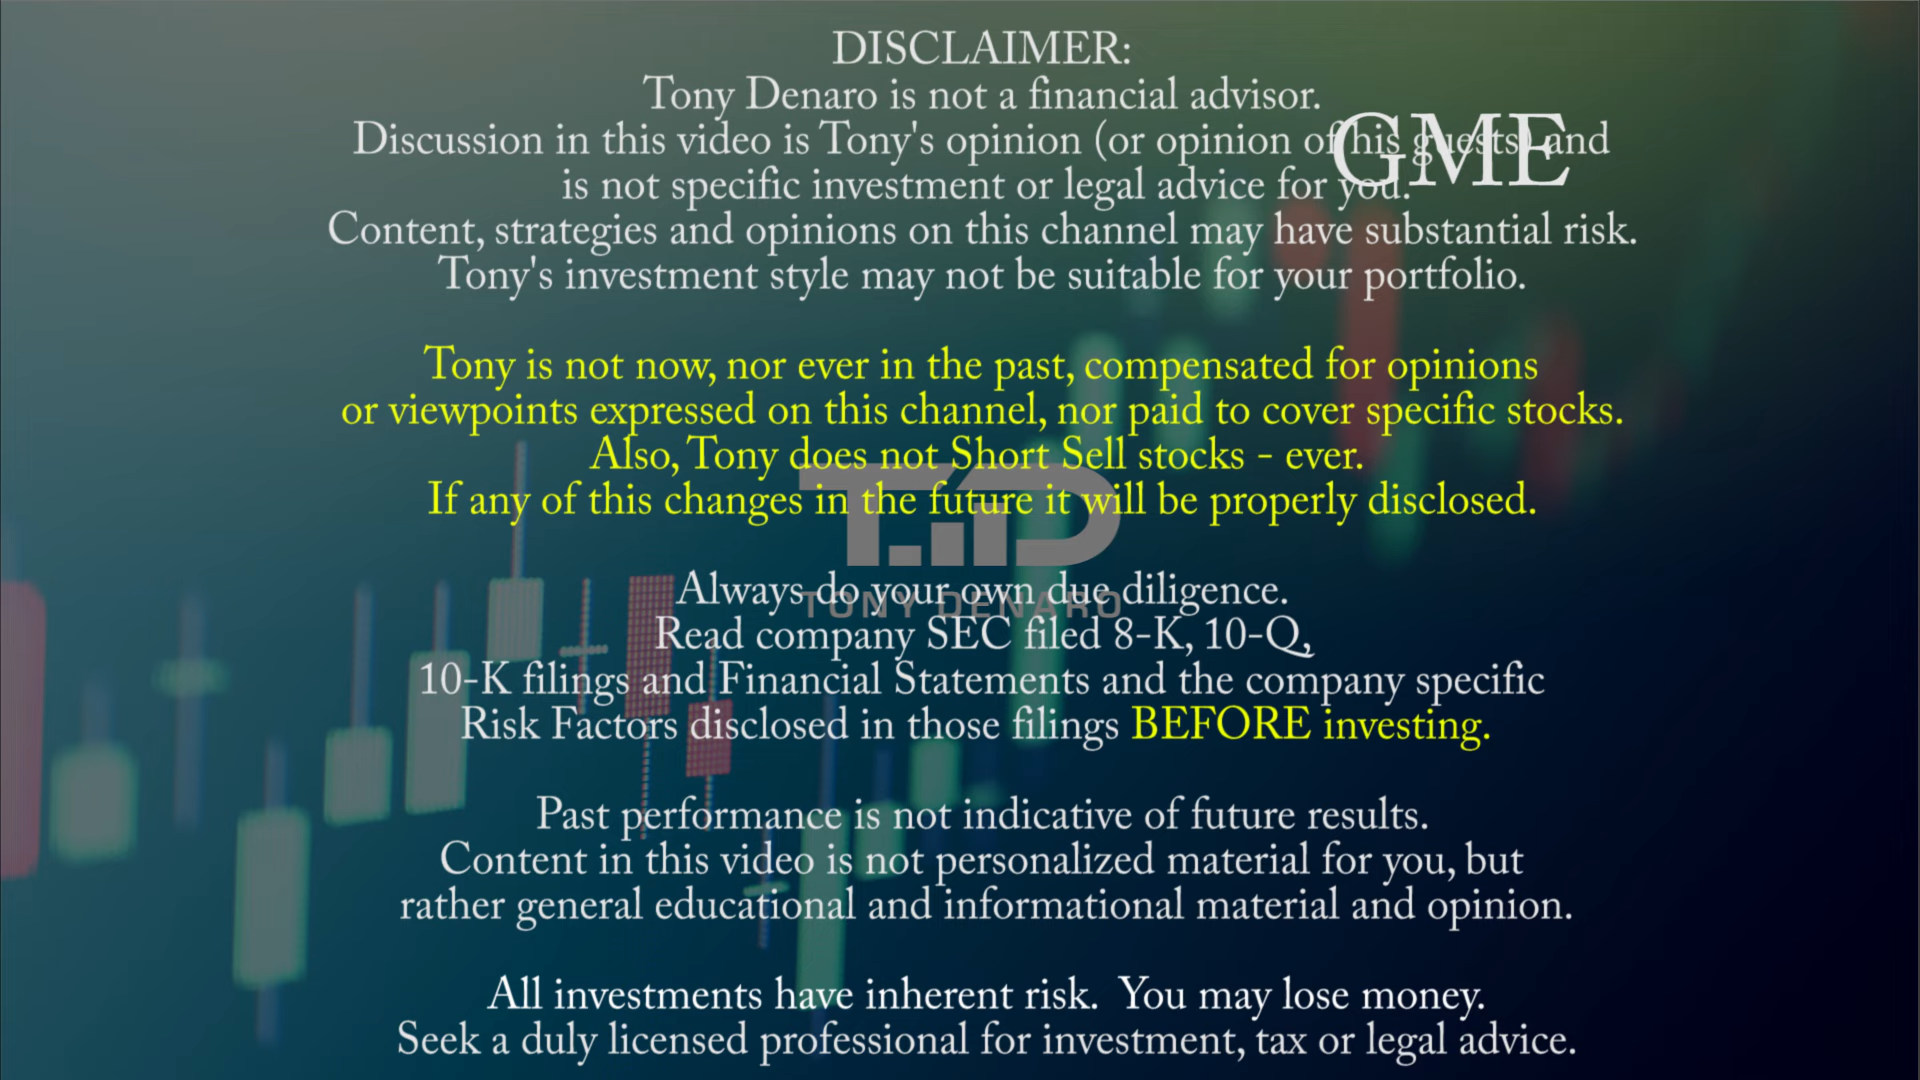 DISCLAIMER:
Tony Denaro is not a financial advisor.
GME
Discussion in this video is Tony's opinion (or opinion of his guests) and
is not specific investment or legal advice for you.
Content, strategies and opinions on this channel may have substantial risk.
Tony's investment style may not be suitable for your portfolio.
Tony is not now, nor ever in the past, compensated for opinions
or viewpoints expressed on this channel, nor paid to cover specific stocks.
Also, Tony does not Short Sell stocks - ever.
If any of this changes in the future it will be properly disclosed.
TD
Always do your own due diligence.
TONY DENARO
Read company SEC filed 8-K, 10-Q,
10-K filings and Financial Statements and the company specific
Risk Factors disclosed in those filings BEFORE investing.
Past performance is not indicative of future results.
Content in this video is not personalized material for you, but
rather general educational and informational material and opinion.
All investments have inherent risk. You may lose money.
Seek a duly licensed professional for investment, tax or legal advice.